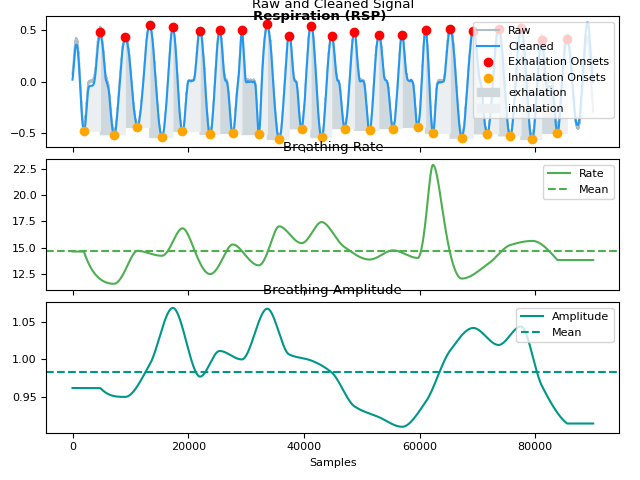 Raw and Cleaned Signal
Respiration (RSP)
0.5
0.0
−0.5
Raw
Cleaned
Exhalation Onsets
Inhalation Onsets
exhalation
inhalation
Breathing Rate
22.5
20.0
17.5
15.0
12.5
Rate
Mean
Breathing Amplitude
1.05
1.00
0.95
Amplitude
Mean
0 20000 40000 60000 80000
Samples